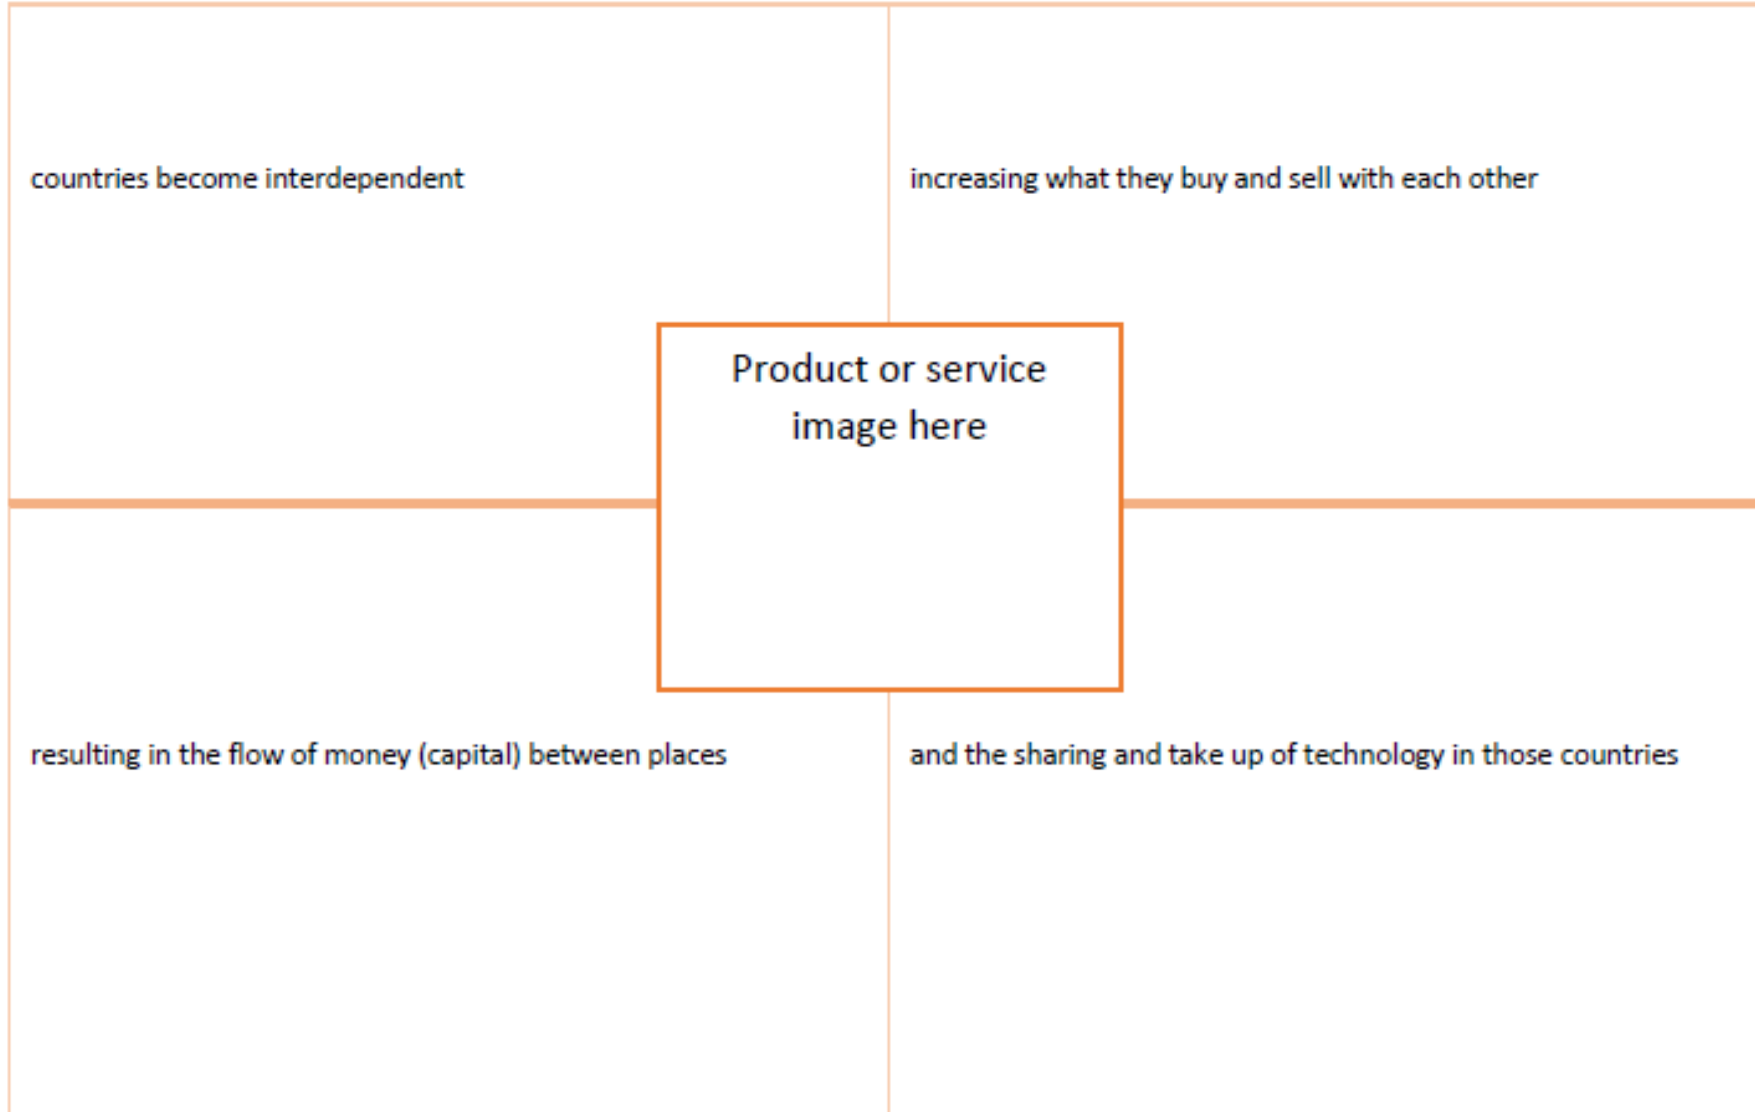 countries become interdependent
increasing what they buy and sell with each other
Product or service
image here
resulting in the flow of money (capital) between places
and the sharing and take up of technology in those countries